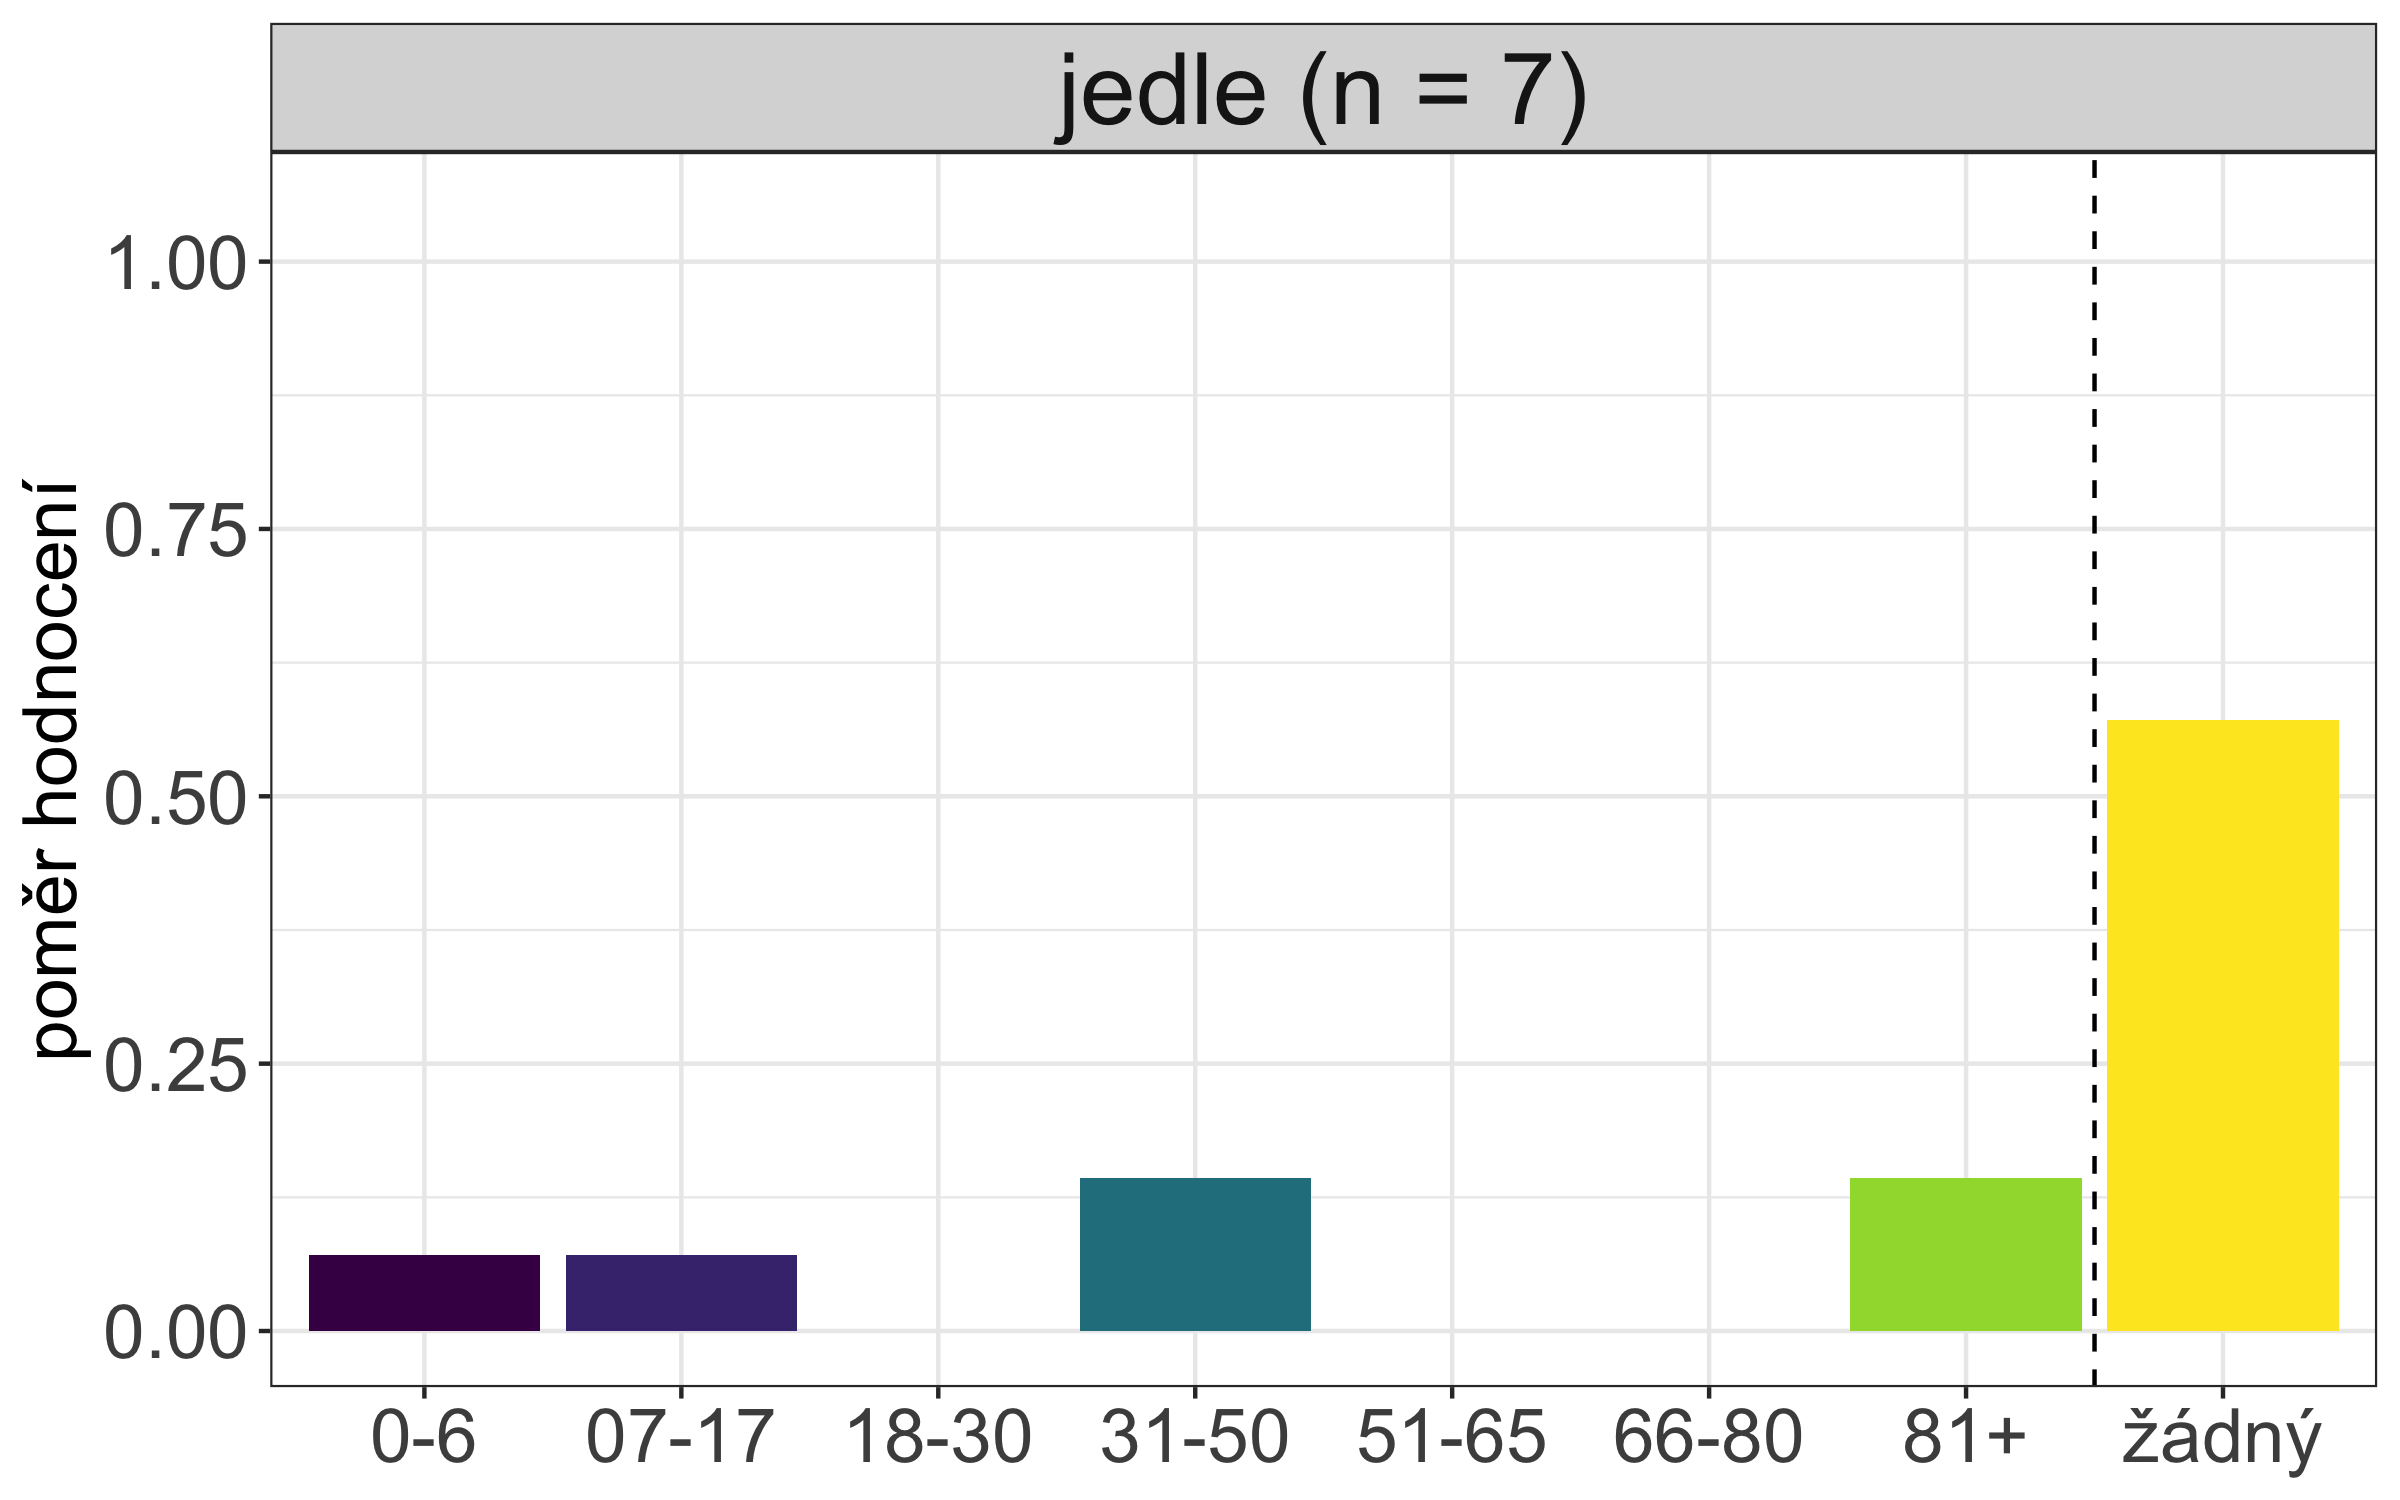 jedle (n = 7)
poměr hodnocení
1.00
0.75
0.50
0.25
0.00
0-6 07-17 18-30 31-50 51-65 66-80 81+ žádný